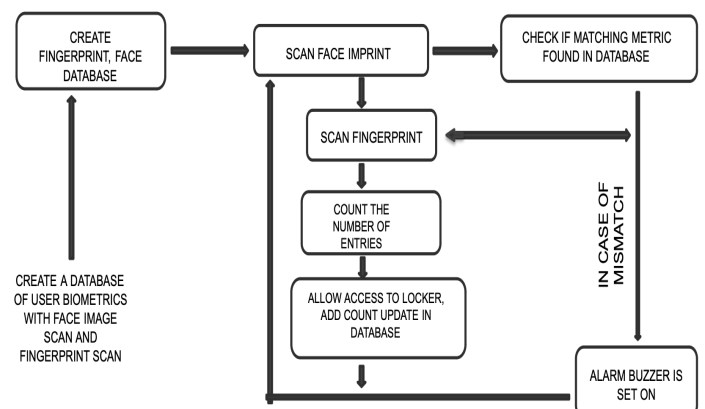 CREATE
FINGERPRINT, FACE
DATABASE
SCAN FACE IMPRINT
CHECK IF MATCHING METRIC
FOUND IN DATABASE
SCAN FINGERPRINT
COUNT THE
NUMBER OF
ENTRIES
IN CASE OF
MISMATCH
CREATE A DATABASE
OF USER BIOMETRICS
WITH FACE IMAGE
SCAN AND
FINGERPRINT SCAN
ALLOW ACCESS TO LOCKER,
ADD COUNT UPDATE IN
DATABASE
ALARM BUZZER IS
SET ON